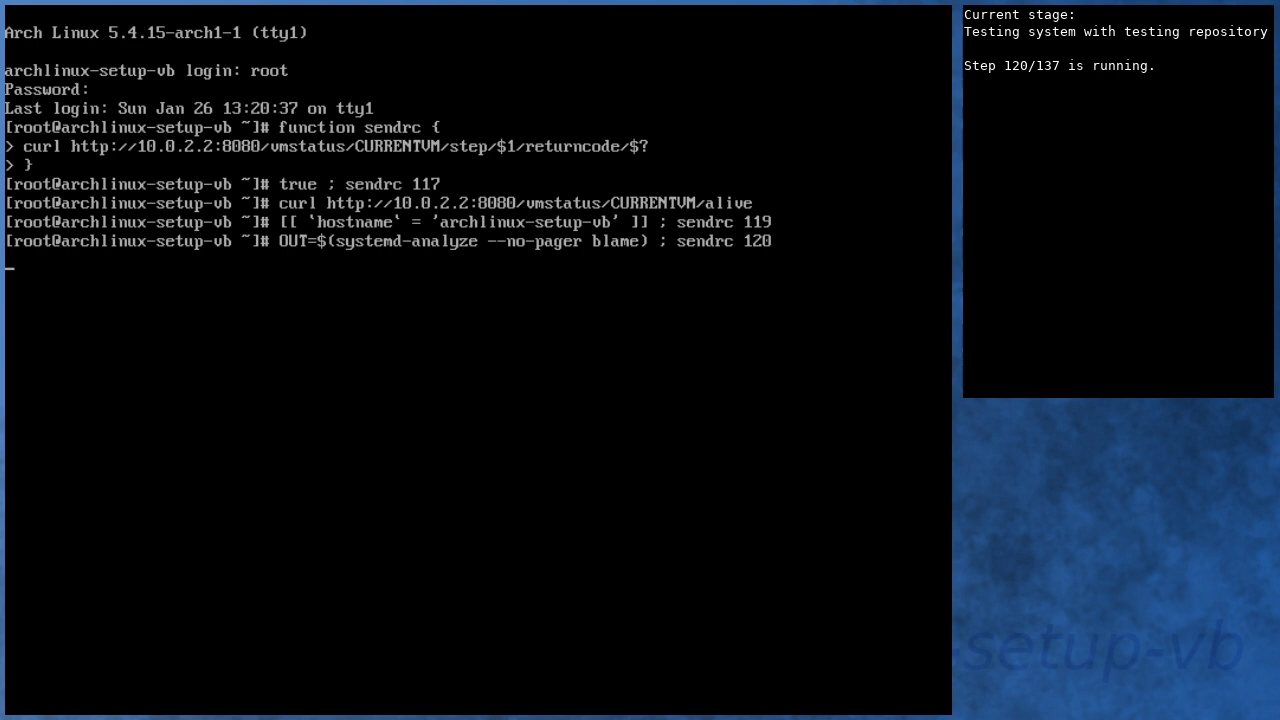 Arch Linux 5.4.15-arch1-1 (tty1)
archlinux-setup-vb login: root
Password:
Last login: Sun Jan 26 13:20:37 on tty1
[root@archlinux-setup-vb ~]# function sendrc {
> curl http://10.0.2.2:8080/vmstatus/CURRENTVM/step/$1/returncode/$?
> }
[root@archlinux-setup-vb ~]# true ; sendrc 117
[root@archlinux-setup-vb ~]# curl http://10.0.2.2:8080/vmstatus/CURRENTVM/alive
[root@archlinux-setup-vb ~]# [[ `hostname` = 'archlinux-setup-vb' ]] ; sendrc 119
[root@archlinux-setup-vb ~]# OUT=$(systemd-analyze --no-pager blame) ; sendrc 120
Current stage:
Testing system with testing repository
Step 120/137 is running.
-setup-vb